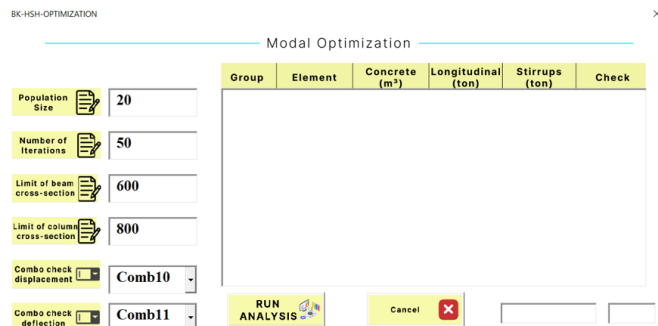 BK-HSH-OPTIMIZATION
Modal Optimization
Group Element Concrete (m³) Longitudinal (ton) Stirrups (ton) Check
Population Size 20
Number of Iterations 50
Limit of beam cross-section 600
Limit of column cross-section 800
Combo check displacement Comb10
Combo check deflection Comb11
RUN ANALYSIS
Cancel